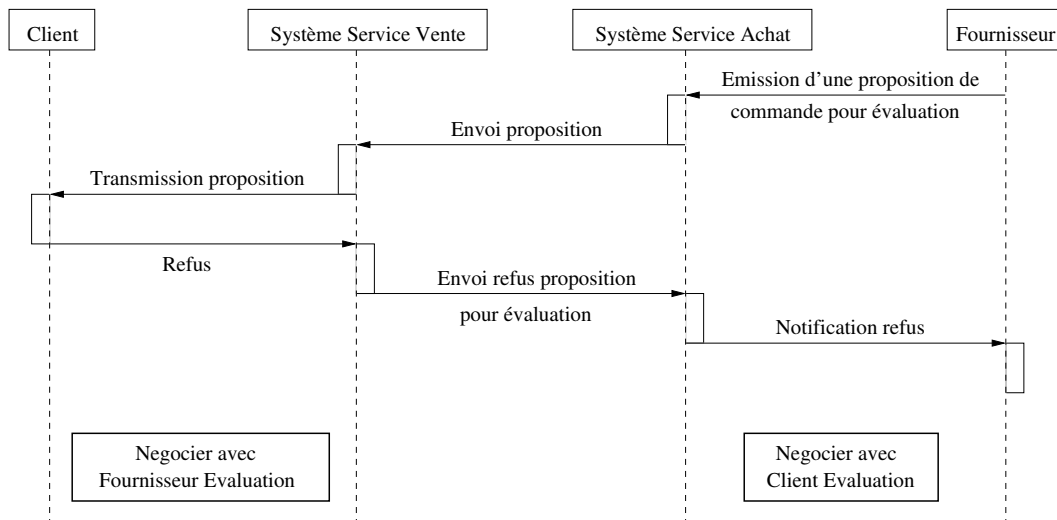 Client
Système Service Vente
Système Service Achat
Fournisseur
Emission d'une proposition de
commande pour évaluation
Envoi proposition
Transmission proposition
Refus
Envoi refus proposition
pour évaluation
Notification refus
Negocier avec
Fournisseur Evaluation
Negocier avec
Client Evaluation